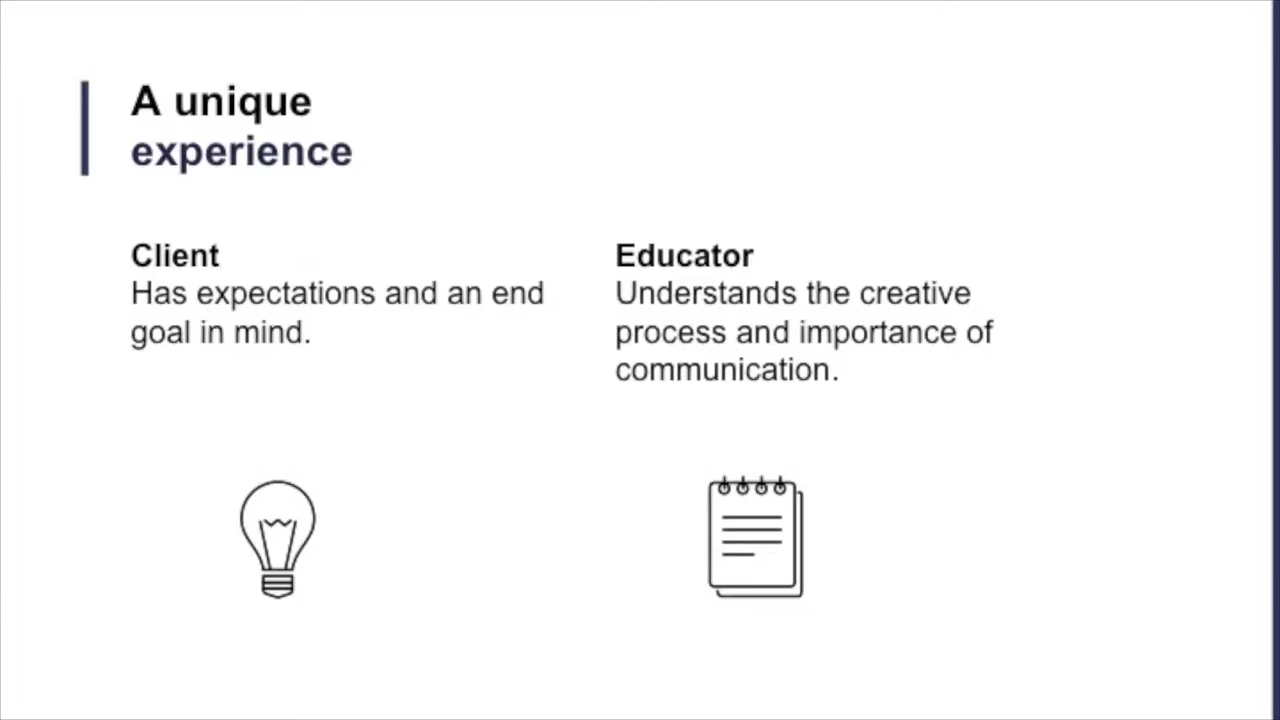 A unique
experience
Client
Has expectations and an end
goal in mind.
Educator
Understands the creative
process and importance of
communication.